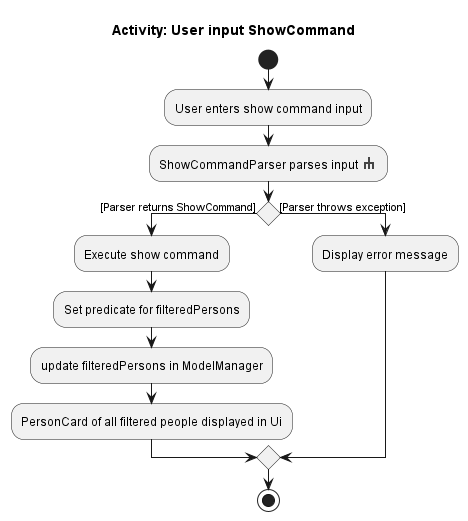 Activity: User input ShowCommand
User enters show command input
ShowCommandParser parses input
[Parser returns ShowCommand]
[Parser throws exception]
Execute show command
Display error message
Set predicate for filteredPersons
update filteredPersons in ModelManager
PersonCard of all filtered people displayed in Ui